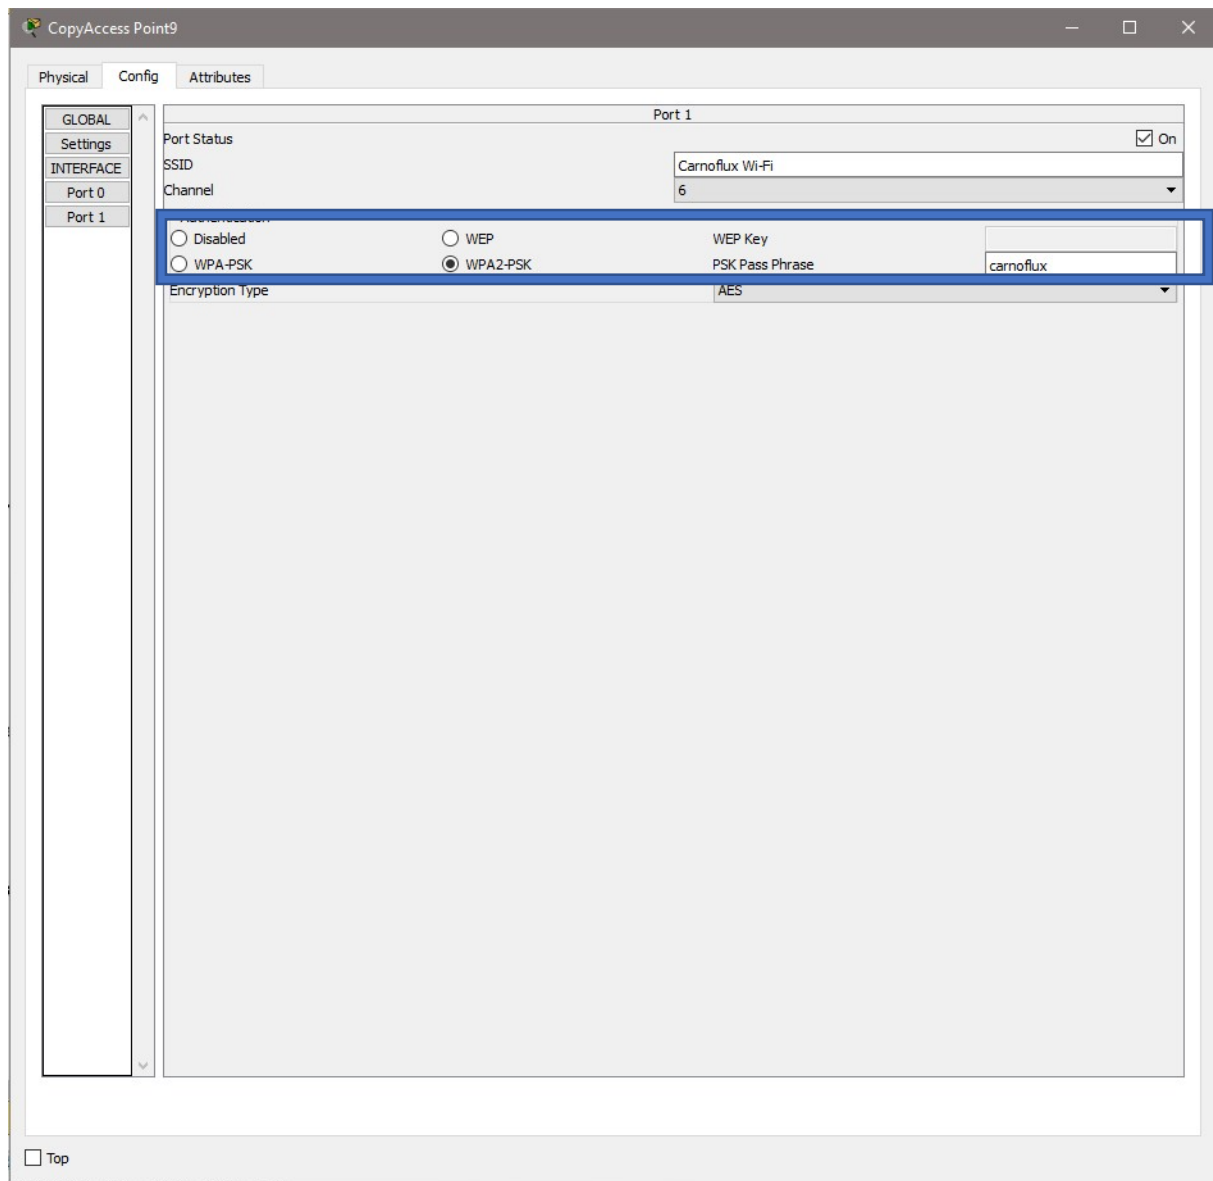 CopyAccess Point9
Physical Config Attributes
GLOBAL
Settings
INTERFACE
Port 0
Port 1
Port 1
Port Status On
SSID Carnoflux Wi-Fi
Channel 6
Authentication
Disabled WEP WEP Key
WPA-PSK WPA2-PSK PSK Pass Phrase carnoflux
Encryption Type AES
Top